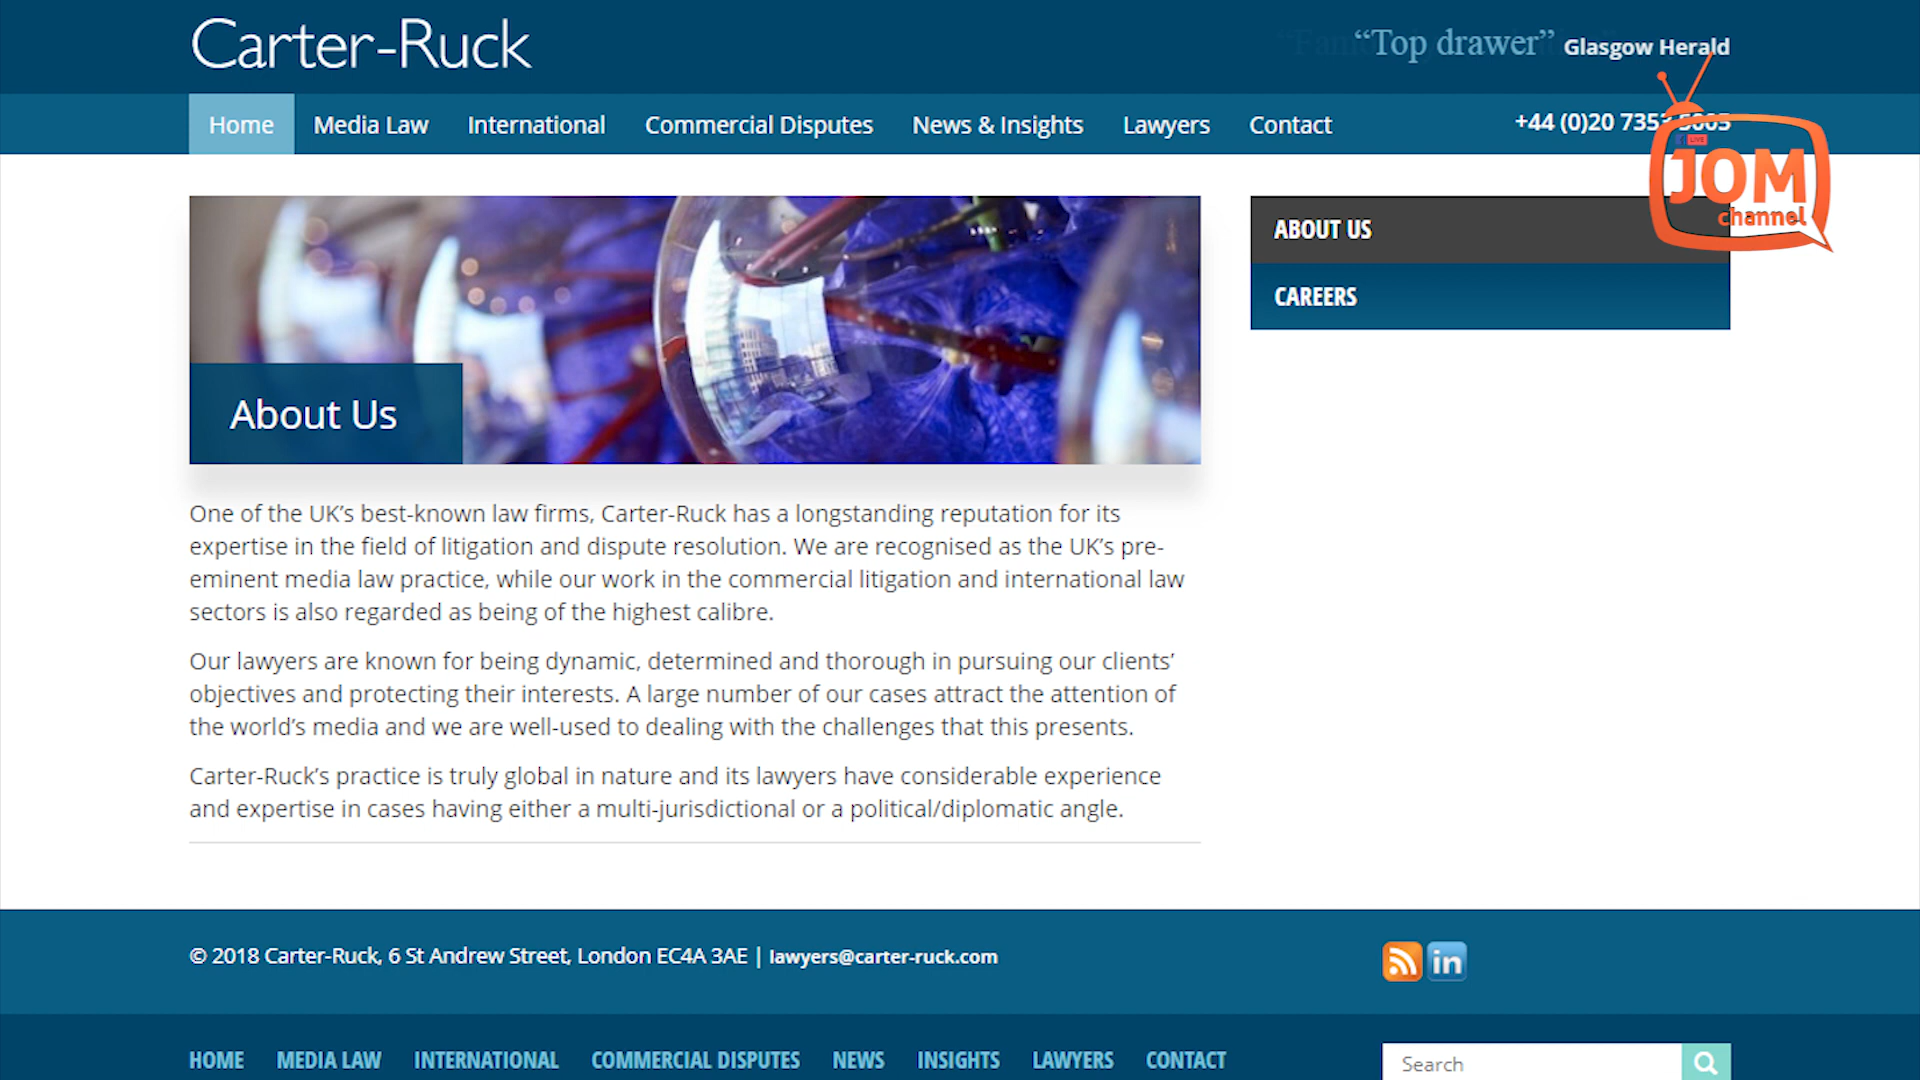 Carter-Ruck
“Top drawer” Glasgow Herald
Home Media Law International Commercial Disputes News & Insights Lawyers Contact
+44 (0)20 7353 5005
LIVE
JOM
channel
ABOUT US
CAREERS
About Us
One of the UK’s best-known law firms, Carter-Ruck has a longstanding reputation for its
expertise in the field of litigation and dispute resolution. We are recognised as the UK’s pre-
eminent media law practice, while our work in the commercial litigation and international law
sectors is also regarded as being of the highest calibre.
Our lawyers are known for being dynamic, determined and thorough in pursuing our clients’
objectives and protecting their interests. A large number of our cases attract the attention of
the world’s media and we are well-used to dealing with the challenges that this presents.
Carter-Ruck’s practice is truly global in nature and its lawyers have considerable experience
and expertise in cases having either a multi-jurisdictional or a political/diplomatic angle.
© 2018 Carter-Ruck, 6 St Andrew Street, London EC4A 3AE | lawyers@carter-ruck.com
in
HOME MEDIA LAW INTERNATIONAL COMMERCIAL DISPUTES NEWS INSIGHTS LAWYERS CONTACT
Search